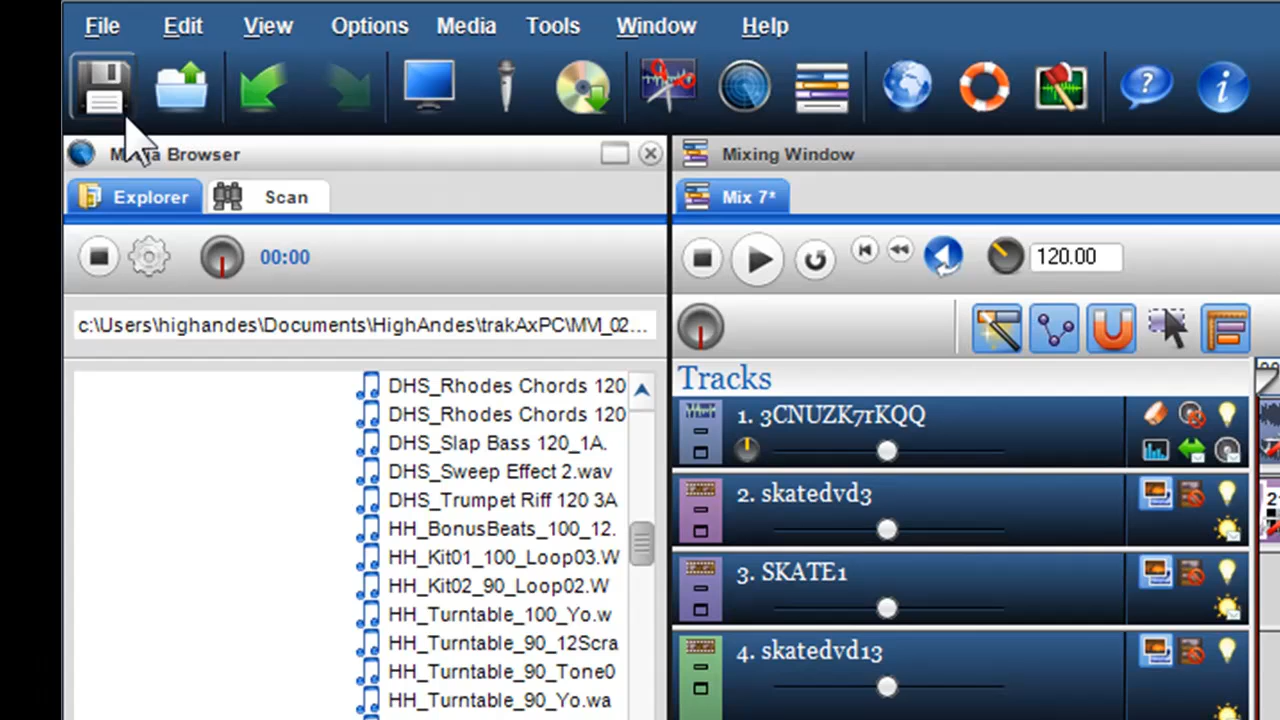 File Edit View Options Media Tools Window Help
Browser
Mixing Window
Explorer Scan
Mix 7*
00:00
120.00
c:\Users\highandes\Documents\HighAndes\trakAxPC\MM_02...
Tracks
DHS_Rhodes Chords 120
DHS_Rhodes Chords 120
DHS_Slap Bass 120_1A.
DHS_Sweep Effect 2.wav
DHS_Trumpet Riff 120 3A
HH_BonusBeats_100_12.
HH_Kit01_100_Loop03.W
HH_Kit02_90_Loop02.W
HH_Turntable_100_Yo.w
HH_Turntable_90_12Scra
HH_Turntable_90_Tone0
HH_Turntable_90_Yo.wa
1. 3CNUZK7rKQQ
2. skatedvd3
3. SKATE1
4. skatedvd13